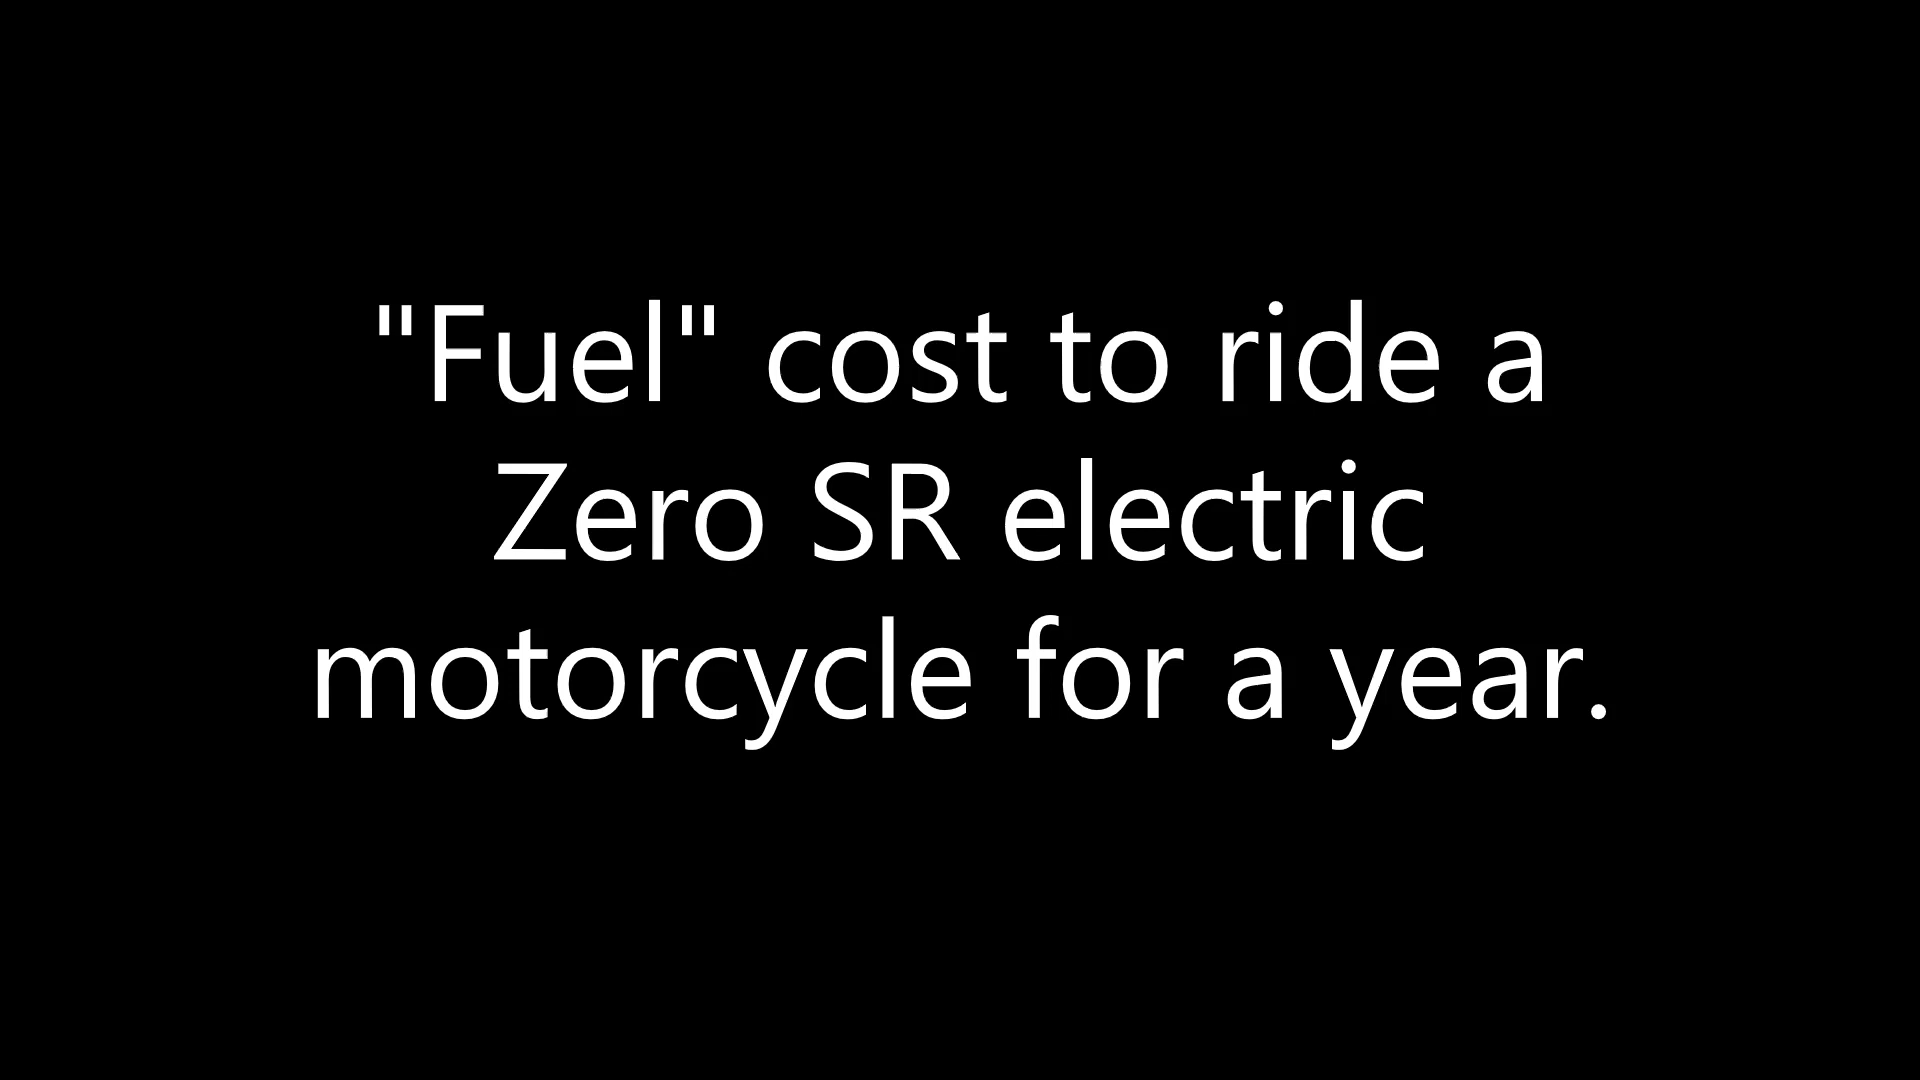 "Fuel" cost to ride a
Zero SR electric
motorcycle for a year.